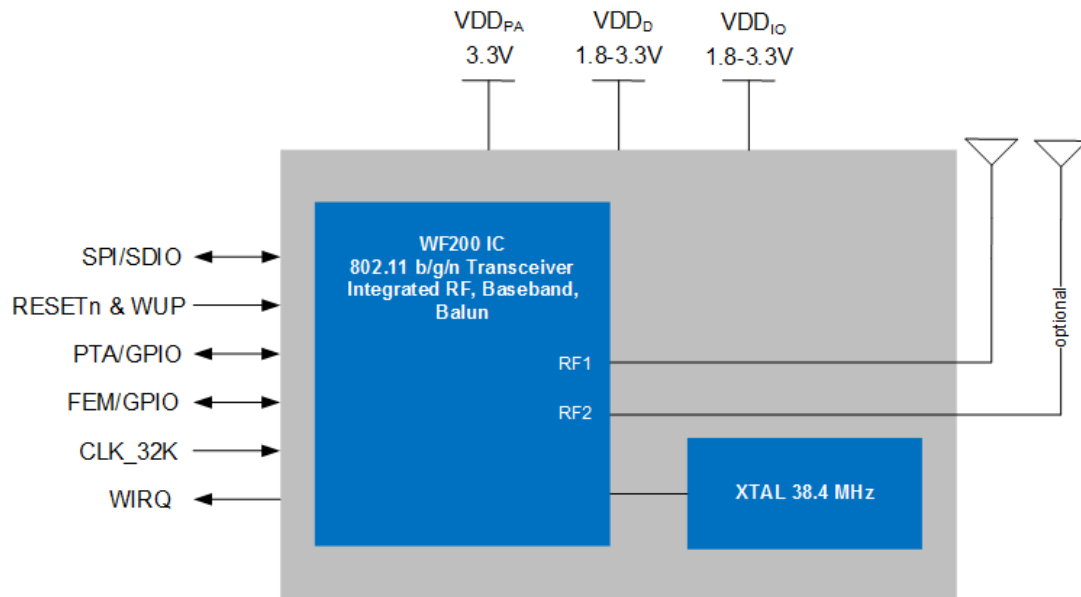 VDDPA
3.3V
VDDD
1.8-3.3V
VDDIO
1.8-3.3V
SPI/SDIO
RESETn & WUP
PTA/GPIO
FEM/GPIO
CLK_32K
WIRQ
WF200 IC
802.11 b/g/n Transceiver
Integrated RF, Baseband,
Balun
RF1
RF2
XTAL 38.4 MHz
optional